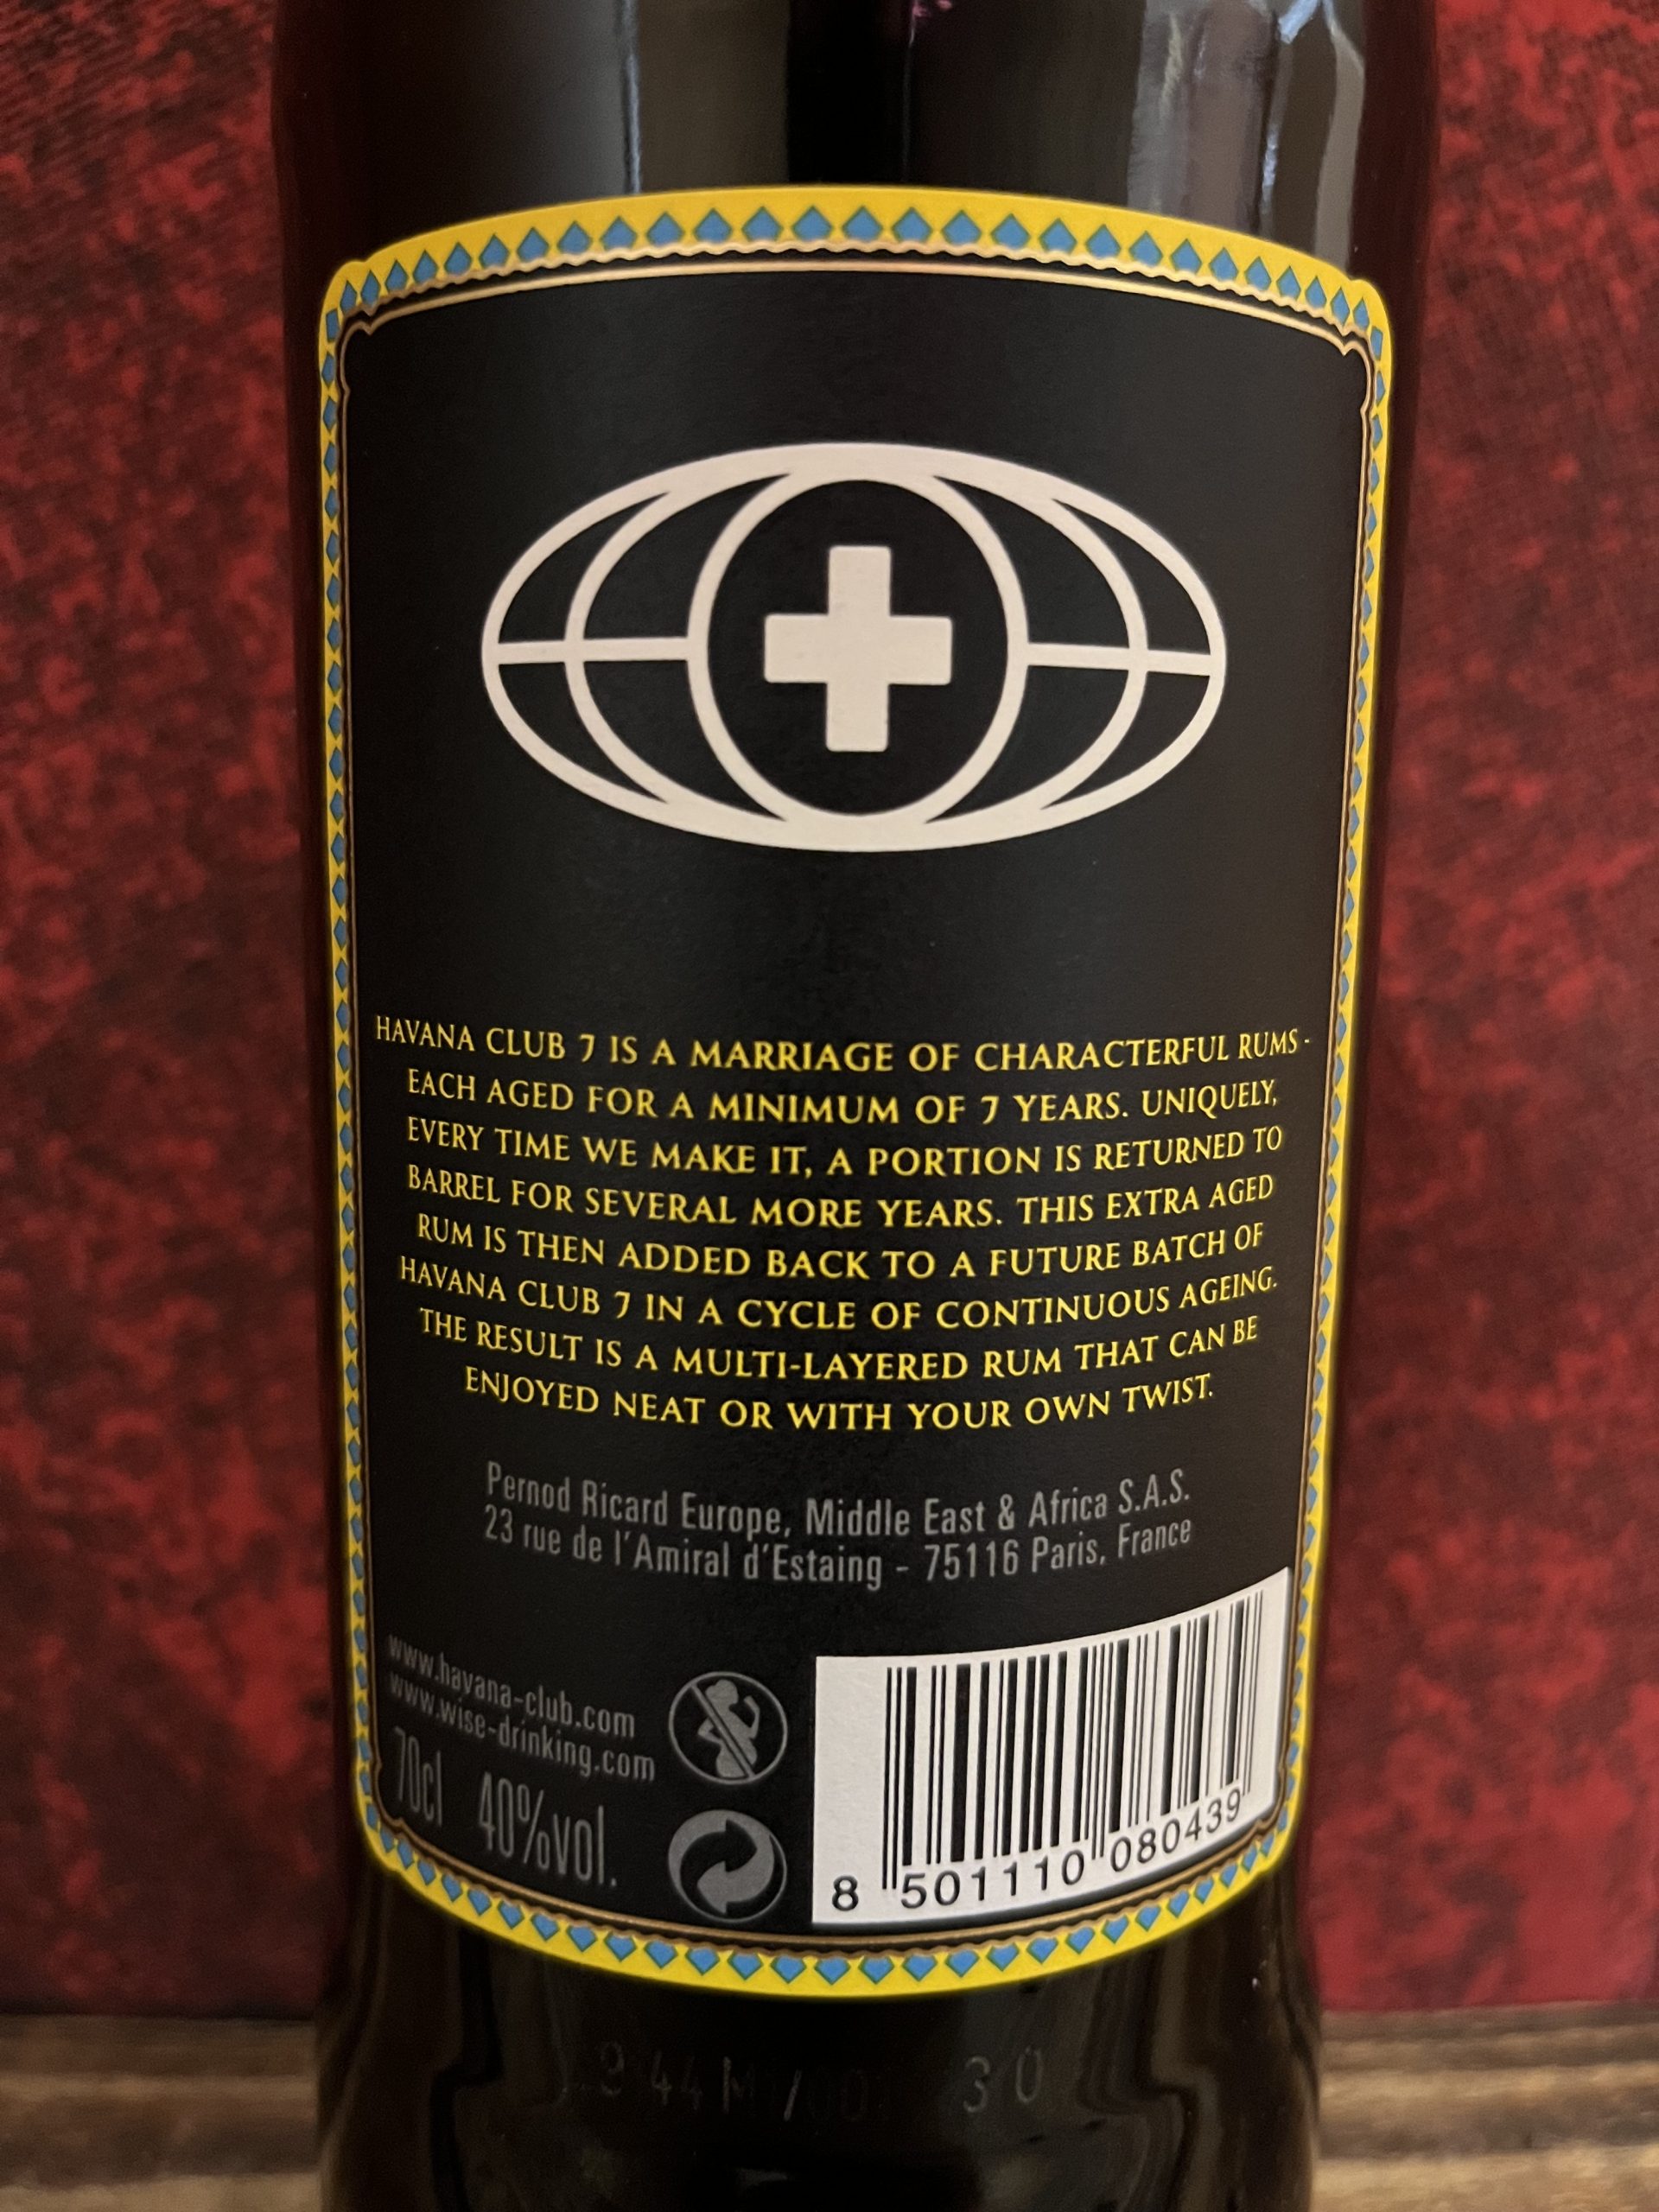 HAVANA CLUB 7 IS A MARRIAGE OF CHARACTERFUL RUMS -
EACH AGED FOR A MINIMUM OF 7 YEARS. UNIQUELY,
EVERY TIME WE MAKE IT, A PORTION IS RETURNED TO
BARREL FOR SEVERAL MORE YEARS. THIS EXTRA AGED
RUM IS THEN ADDED BACK TO A FUTURE BATCH OF
HAVANA CLUB 7 IN A CYCLE OF CONTINUOUS AGEING.
THE RESULT IS A MULTI-LAYERED RUM THAT CAN BE
ENJOYED NEAT OR WITH YOUR OWN TWIST.
Pernod Ricard Europe, Middle East & Africa S.A.S.
23 rue de l'Amiral d'Estaing - 75116 Paris, France
www.havana-club.com
www.wise-drinking.com
70cl 40%vol.
8 501110 080439
30